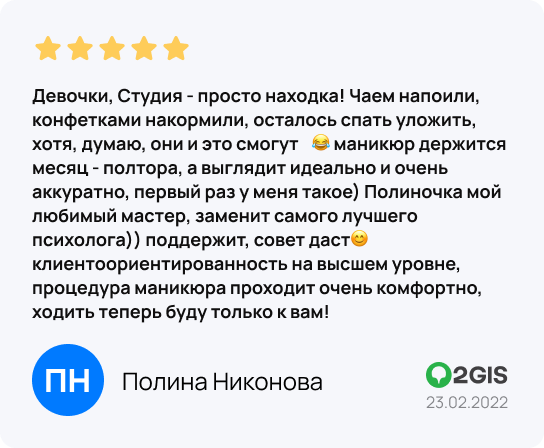 Девочки, Студия - просто находка! Чаем напоили,
конфетками накормили, осталось спать уложить,
хотя, думаю, они и это смогут 😂 маникюр держится
месяц - полтора, а выглядит идеально и очень
аккуратно, первый раз у меня такое) Полиночка мой
любимый мастер, заменит самого лучшего
психолога)) поддержит, совет даст😊
клиентоориентированность на высшем уровне,
процедура маникюра проходит очень комфортно,
ходить теперь буду только к вам!
ПН
Полина Никонова
2GIS
23.02.2022